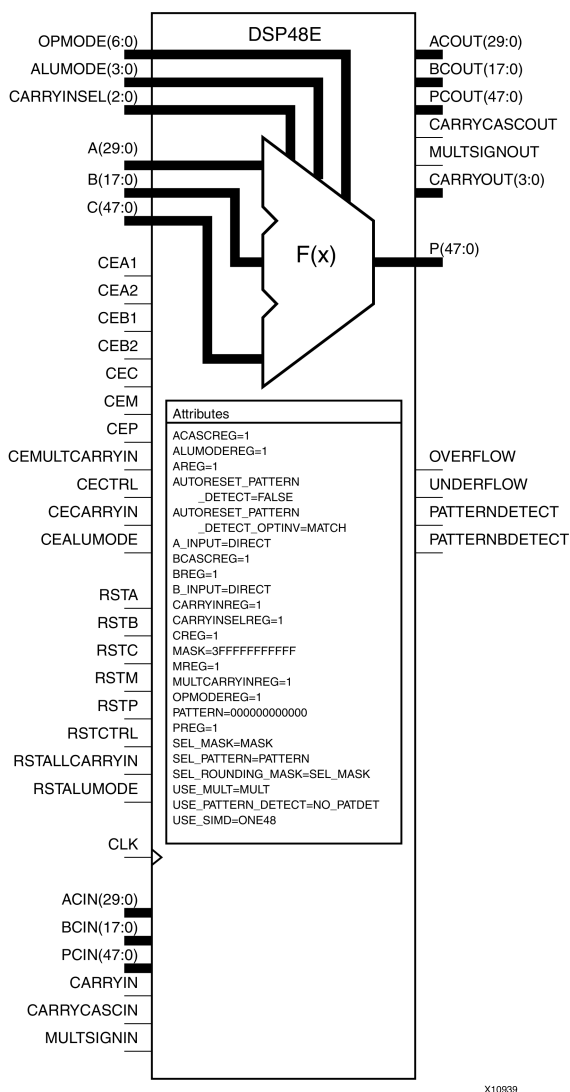 DSP48E
OPMODE(6:0)
ALUMODE(3:0)
CARRYINSEL(2:0)
A(29:0)
B(17:0)
C(47:0)
CEA1
CEA2
CEB1
CEB2
CEC
CEM
CEP
CEMULTCARRYIN
CECTRL
CECARRYIN
CEALUMODE
RSTA
RSTB
RSTC
RSTM
RSTP
RSTCTRL
RSTALLCARRYIN
RSTALUMODE
CLK
ACIN(29:0)
BCIN(17:0)
PCIN(47:0)
CARRYIN
CARRYCASCIN
MULTSIGNIN
F(x)
Attributes
ACASCREG=1
ALUMODEREG=1
AREG=1
AUTORESET_PATTERN
_DETECT=FALSE
AUTORESET_PATTERN
_DETECT_OPTINV=MATCH
A_INPUT=DIRECT
BCASCREG=1
BREG=1
B_INPUT=DIRECT
CARRYINREG=1
CARRYINSELREG=1
CREG=1
MASK=3FFFFFFFFFFF
MREG=1
MULTCARRYINREG=1
OPMODEREG=1
PATTERN=000000000000
PREG=1
SEL_MASK=MASK
SEL_PATTERN=PATTERN
SEL_ROUNDING_MASK=SEL_MASK
USE_MULT=MULT
USE_PATTERN_DETECT=NO_PATDET
USE_SIMD=ONE48
ACOUT(29:0)
BCOUT(17:0)
PCOUT(47:0)
CARRYCASCOUT
MULTSIGNOUT
CARRYOUT(3:0)
P(47:0)
OVERFLOW
UNDERFLOW
PATTERNDETECT
PATTERNBDETECT
X10939